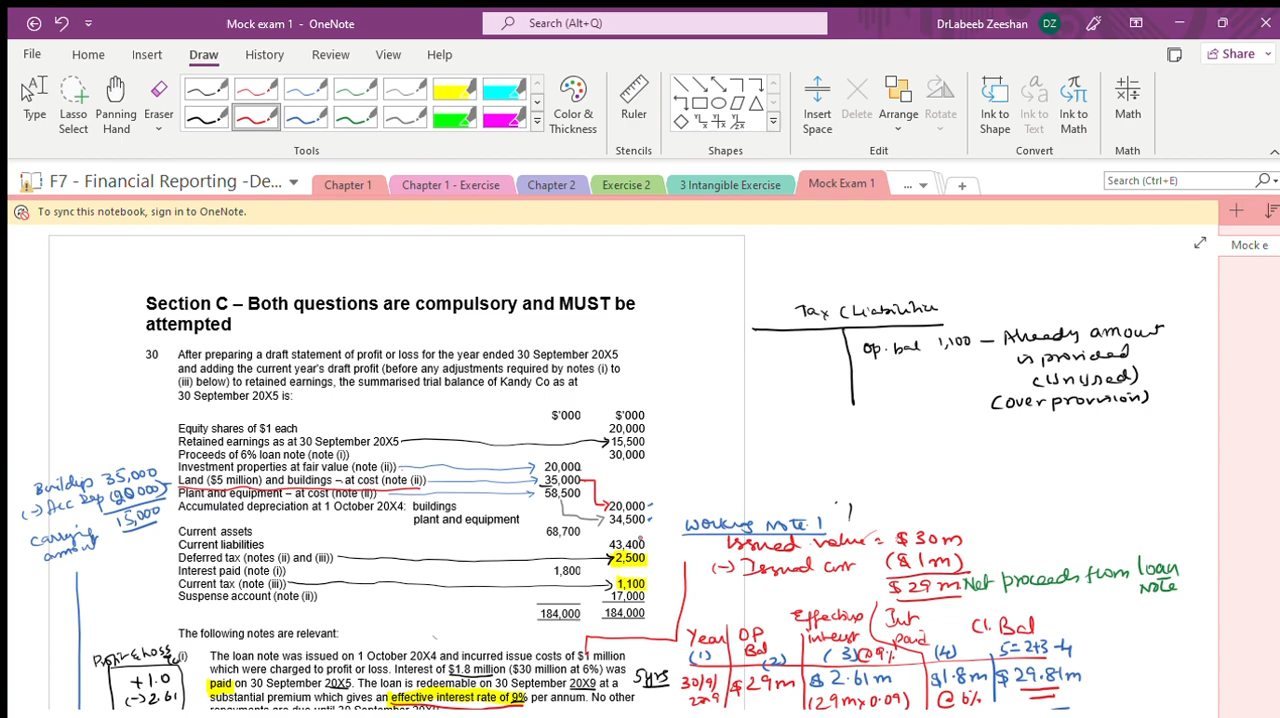 Mock exam 1 - OneNote
Search (Alt+Q)
DrLabeeb Zeeshan
DZ
File Home Insert Draw History Review View Help
Share
Type
Lasso Select
Panning Hand
Eraser
Color & Thickness
Ruler
Insert Space
Delete
Arrange
Rotate
Ink to Shape
Ink to Text
Ink to Math
Math
Tools
Stencils
Shapes
Edit
Convert
Math
F7 - Financial Reporting -De...
Chapter 1
Chapter 1 - Exercise
Chapter 2
Exercise 2
3 Intangible Exercise
Mock Exam 1
...
Search (Ctrl+E)
To sync this notebook, sign in to OneNote.
Mock e
Section C – Both questions are compulsory and MUST be
attempted
30 After preparing a draft statement of profit or loss for the year ended 30 September 20X5
and adding the current year's draft profit (before any adjustments required by notes (i) to
(iii) below) to retained earnings, the summarised trial balance of Kandy Co as at
30 September 20X5 is:
$'000 $'000
Equity shares of $1 each 20,000
Retained earnings as at 30 September 20X5 15,500
Proceeds of 6% loan note (note (i)) 30,000
Investment properties at fair value (note (ii)) 20,000
Land ($5 million) and buildings – at cost (note (ii)) 35,000
Plant and equipment – at cost (note (ii)) 58,500
Accumulated depreciation at 1 October 20X4: buildings 20,000
plant and equipment 34,500
Current assets 68,700
Current liabilities 43,400
Deferred tax (notes (ii) and (iii)) 2,500
Interest paid (note (i)) 1,800
Current tax (note (iii)) 1,100
Suspense account (note (ii)) 17,000
184,000 184,000
The following notes are relevant:
(i) The loan note was issued on 1 October 20X4 and incurred issue costs of $1 million
which were charged to profit or loss. Interest of $1.8 million ($30 million at 6%) was
paid on 30 September 20X5. The loan is redeemable on 30 September 20X9 at a
substantial premium which gives an effective interest rate of 9% per annum. No other
repayments are due until 30 September 20X9.
Buildings 35,000
(-) Acc Dep (20000)
15,000
carrying
amount
Profit & Loss
+1.0
(-)2.61
5yrs
Tax Liabilities
Op. bal 1,100 – Already amount
is provided
(Unused)
(over provision)
Working Note 1
Issued value = $30m
(-) Issued cost ($1m)
$29m Net proceeds from loan
note
Year (1)
OP Bal (2)
Effective interest (3) @9%
Int paid (4)
Cl. Bal 5=2+3-4
30/9/ $29m $2.61m $1.8m $29.81m
(29m x 0.09) @6%